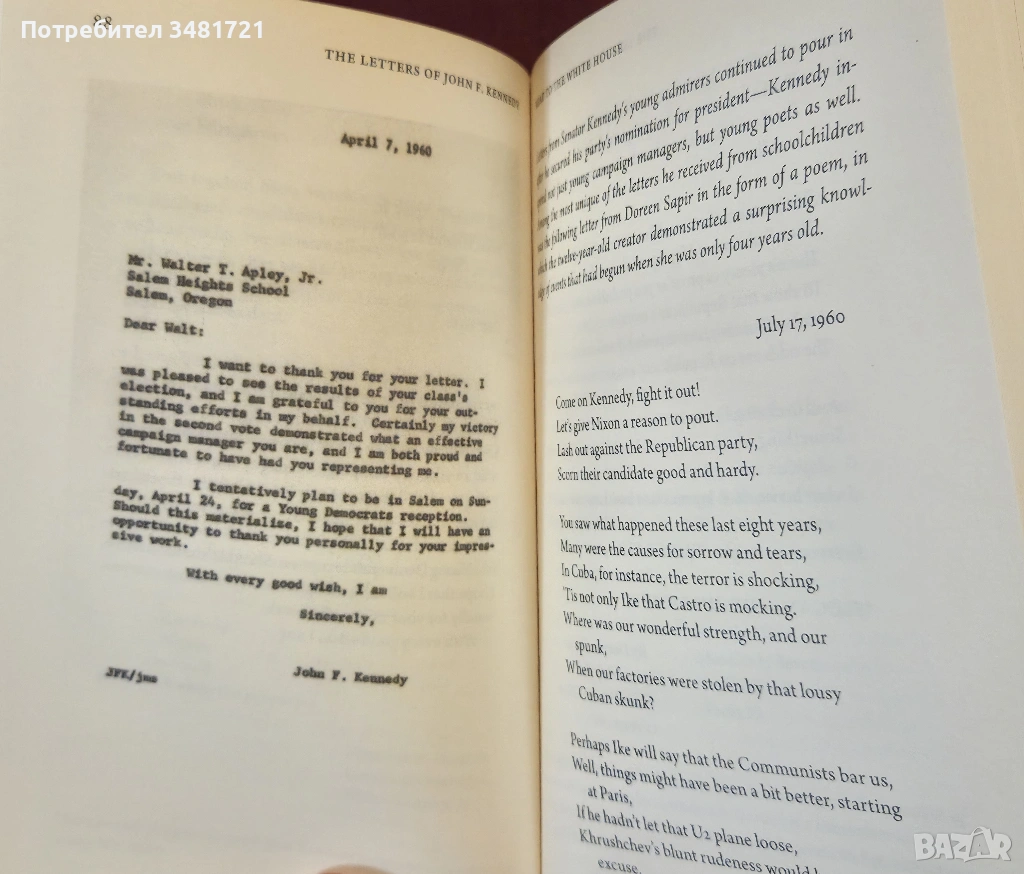 Потребител 3481721
88
THE LETTERS OF JOHN F. KENNEDY
April 7, 1960
Mr. Walter T. Apley, Jr.
Salem Heights School
Salem, Oregon
Dear Walt:
I want to thank you for your letter. I
was pleased to see the results of your class's
election, and I am grateful to you for your out-
standing efforts in my behalf. Certainly my victory
in the second vote demonstrated what an effective
campaign manager you are, and I am both proud and
fortunate to have had you representing me.
I tentatively plan to be in Salem on Sun-
day, April 24, for a Young Democrats reception.
Should this materialize, I hope that I will have an
opportunity to thank you personally for your impres-
sive work.
With every good wish, I am
Sincerely,
John F. Kennedy
JFK/jmm
TO THE WHITE HOUSE
from Senator Kennedy's young admirers continued to pour in
he secured his party's nomination for president—Kennedy in-
not just young campaign managers, but young poets as well.
Among the most unique of the letters he received from schoolchildren
was the following letter from Doreen Sapir in the form of a poem, in
which the twelve-year-old creator demonstrated a surprising knowl-
edge of events that had begun when she was only four years old.
July 17, 1960
Come on Kennedy, fight it out!
Let's give Nixon a reason to pout.
Lash out against the Republican party,
Scorn their candidate good and hardy.
You saw what happened these last eight years,
Many were the causes for sorrow and tears,
In Cuba, for instance, the terror is shocking,
'Tis not only Ike that Castro is mocking.
Where was our wonderful strength, and our
spunk,
When our factories were stolen by that lousy
Cuban skunk?
Perhaps Ike will say that the Communists bar us,
Well, things might have been a bit better, starting
at Paris,
If he hadn't let that U2 plane loose,
Khrushchev's blunt rudeness would
excuse.
BAZAR